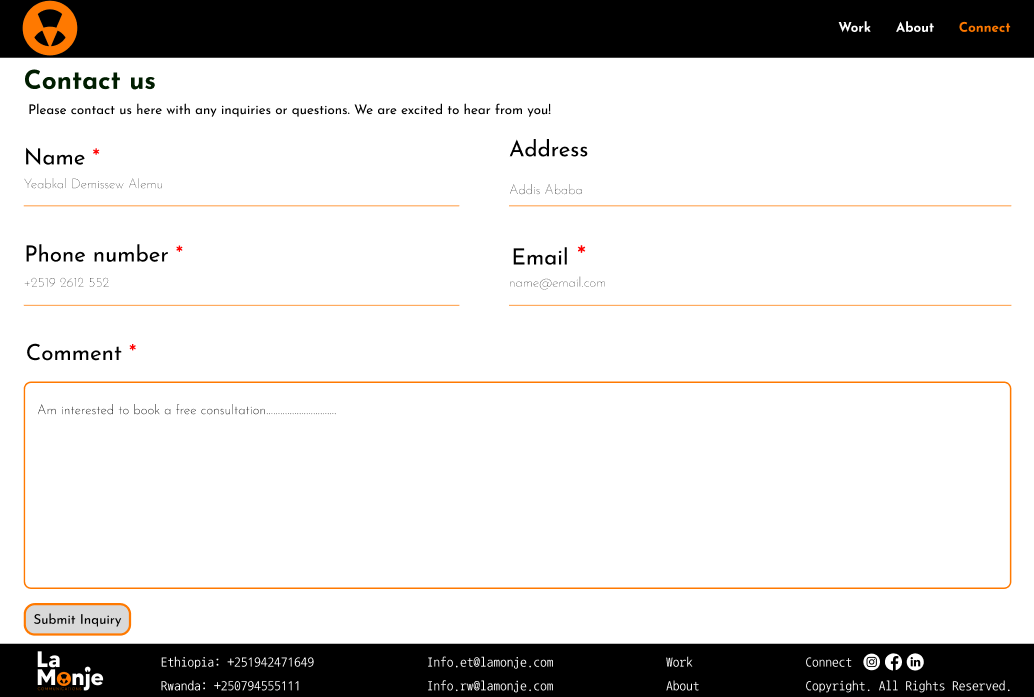 Work About Connect
Contact us
Please contact us here with any inquiries or questions. We are excited to hear from you!
Name *
Yeabkal Demissew Alemu
Address
Addis Ababa
Phone number *
+2519 2612 552
Email *
name@email.com
Comment *
Am interested to book a free consultation.............................
Submit Inquiry
La
Monje
COMMUNICATIONS
Ethiopia: +251942471649
Rwanda: +250794555111
Info.et@lamonje.com
Info.rw@lamonje.com
Work
About
Connect
Copyright. All Rights Reserved.